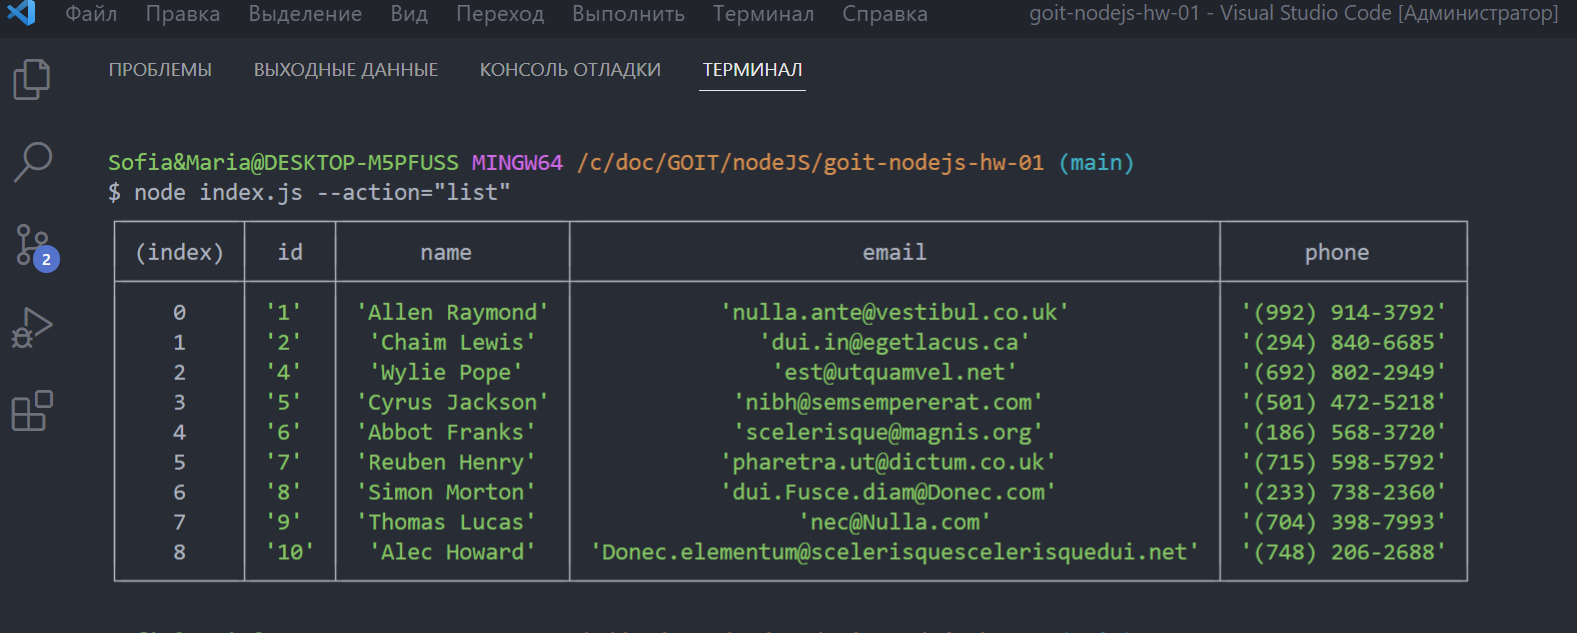 Файл Правка Выделение Вид Переход Выполнить Терминал Справка goit-nodejs-hw-01 - Visual Studio Code [Администратор]
ПРОБЛЕМЫ ВЫХОДНЫЕ ДАННЫЕ КОНСОЛЬ ОТЛАДКИ ТЕРМИНАЛ
Sofia&Maria@DESKTOP-M5PFUSS MINGW64 /c/doc/GOIT/nodeJS/goit-nodejs-hw-01 (main)
$ node index.js --action="list"
(index) id name email phone
0 '1' 'Allen Raymond' 'nulla.ante@vestibul.co.uk' '(992) 914-3792'
1 '2' 'Chaim Lewis' 'dui.in@egetlacus.ca' '(294) 840-6685'
2 '4' 'Wylie Pope' 'est@utquamvel.net' '(692) 802-2949'
3 '5' 'Cyrus Jackson' 'nibh@semsempererat.com' '(501) 472-5218'
4 '6' 'Abbot Franks' 'scelerisque@magnis.org' '(186) 568-3720'
5 '7' 'Reuben Henry' 'pharetra.ut@dictum.co.uk' '(715) 598-5792'
6 '8' 'Simon Morton' 'dui.Fusce.diam@Donec.com' '(233) 738-2360'
7 '9' 'Thomas Lucas' 'nec@Nulla.com' '(704) 398-7993'
8 '10' 'Alec Howard' 'Donec.elementum@scelerisquescelerisquedui.net' '(748) 206-2688'
2